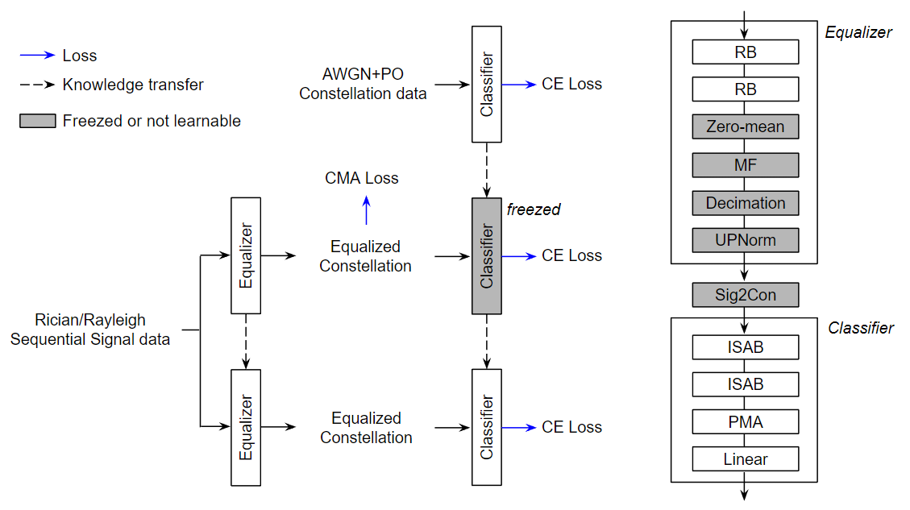 Loss
Knowledge transfer
Freezed or not learnable
AWGN+PO
Constellation data
Classifier
CE Loss
CMA Loss
freezed
Equalizer
Equalized
Constellation
Classifier
CE Loss
Rician/Rayleigh
Sequential Signal data
Equalizer
Equalized
Constellation
Classifier
CE Loss
Equalizer
RB
RB
Zero-mean
MF
Decimation
UPNorm
Sig2Con
Classifier
ISAB
ISAB
PMA
Linear